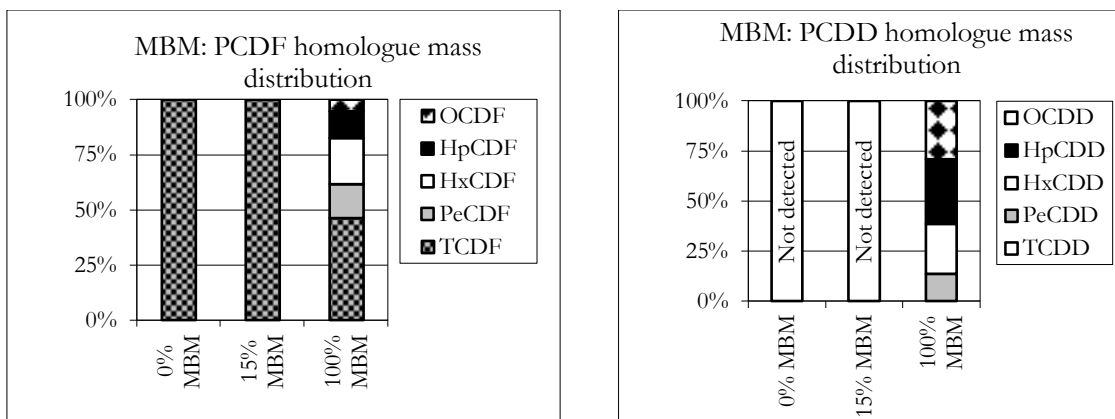 MBM: PCDF homologue mass
distribution
100%
75%
50%
25%
0%
0%
MBM
15%
MBM
100%
MBM
OCDF
HpCDF
HxCDF
PeCDF
TCDF
MBM: PCDD homologue mass
distribution
100%
75%
50%
25%
0%
Not detected
Not detected
0% MBM
15% MBM
100%
MBM
OCDD
HpCDD
HxCDD
PeCDD
TCDD